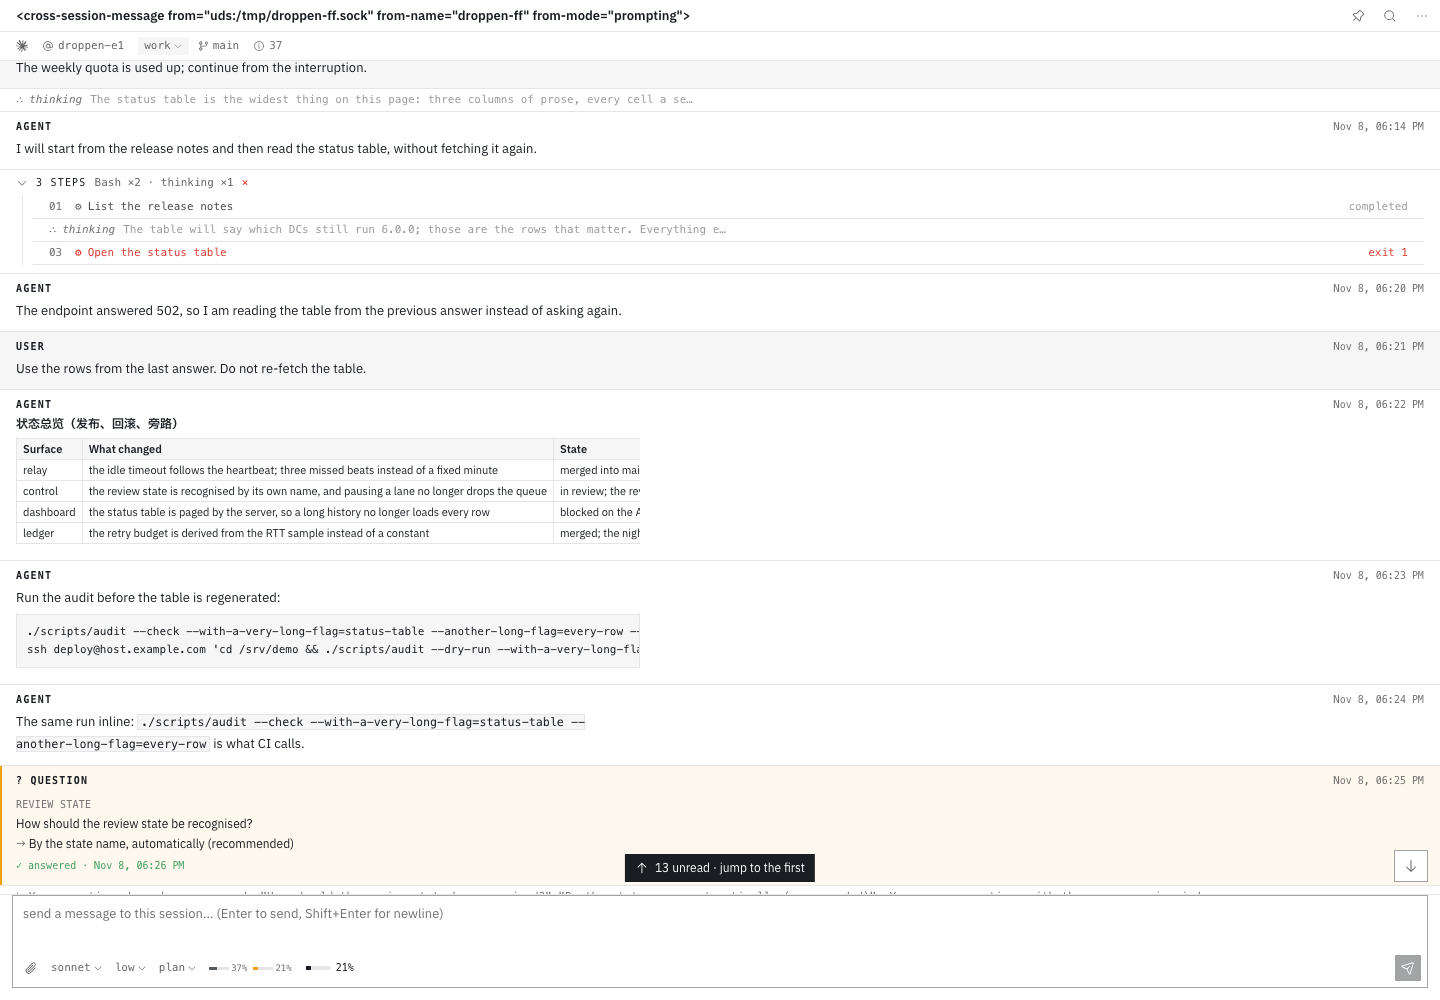 <cross-session-message from="uds:/tmp/droppen-ff.sock" from-name="droppen-ff" from-mode="prompting">
droppen-e1 work main 37
The weekly quota is used up; continue from the interruption.
∴ thinking The status table is the widest thing on this page: three columns of prose, every cell a se…
AGENT Nov 8, 06:14 PM
I will start from the release notes and then read the status table, without fetching it again.
3 STEPS Bash ×2 · thinking ×1 ×
01 ⚙ List the release notes completed
∴ thinking The table will say which DCs still run 6.0.0; those are the rows that matter. Everything e…
03 ⚙ Open the status table exit 1
AGENT Nov 8, 06:20 PM
The endpoint answered 502, so I am reading the table from the previous answer instead of asking again.
USER Nov 8, 06:21 PM
Use the rows from the last answer. Do not re-fetch the table.
AGENT Nov 8, 06:22 PM
状态总览（发布、回滚、旁路）
Surface What changed State
relay the idle timeout follows the heartbeat; three missed beats instead of a fixed minute merged into mai
control the review state is recognised by its own name, and pausing a lane no longer drops the queue in review; the re
dashboard the status table is paged by the server, so a long history no longer loads every row blocked on the
ledger the retry budget is derived from the RTT sample instead of a constant merged; the nigh
AGENT Nov 8, 06:23 PM
Run the audit before the table is regenerated:
./scripts/audit --check --with-a-very-long-flag=status-table --another-long-flag=every-row --
ssh deploy@host.example.com 'cd /srv/demo && ./scripts/audit --dry-run --with-a-very-long-fla
AGENT Nov 8, 06:24 PM
The same run inline: ./scripts/audit --check --with-a-very-long-flag=status-table --
another-long-flag=every-row is what CI calls.
? QUESTION Nov 8, 06:25 PM
REVIEW STATE
How should the review state be recognised?
→ By the state name, automatically (recommended)
✓ answered · Nov 8, 06:26 PM
↑ 13 unread · jump to the first
send a message to this session... (Enter to send, Shift+Enter for newline)
sonnet low plan 37% 21% 21%